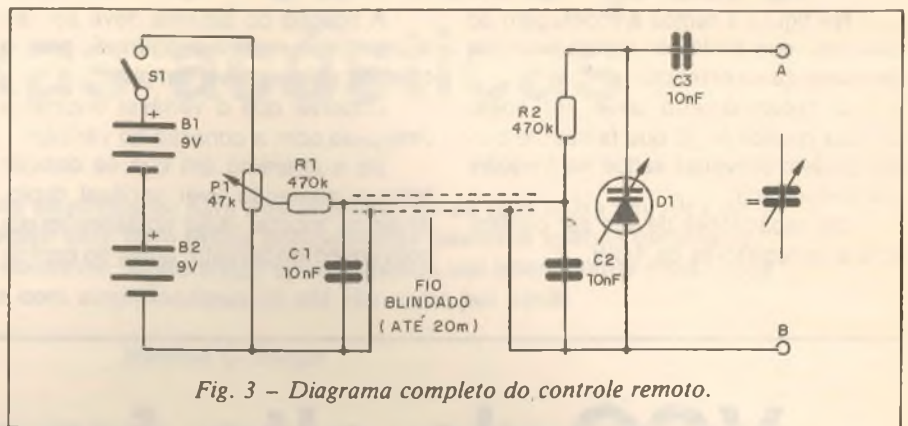 S1
+
B1
9V
+
B2
9V
P1
47k
R1
470k
C1
10nF
FIO
BLINDADO
(ATÉ 20m)
R2
470k
C2
10nF
D1
C3
10nF
A
=
B
Fig. 3 – Diagrama completo do controle remoto.